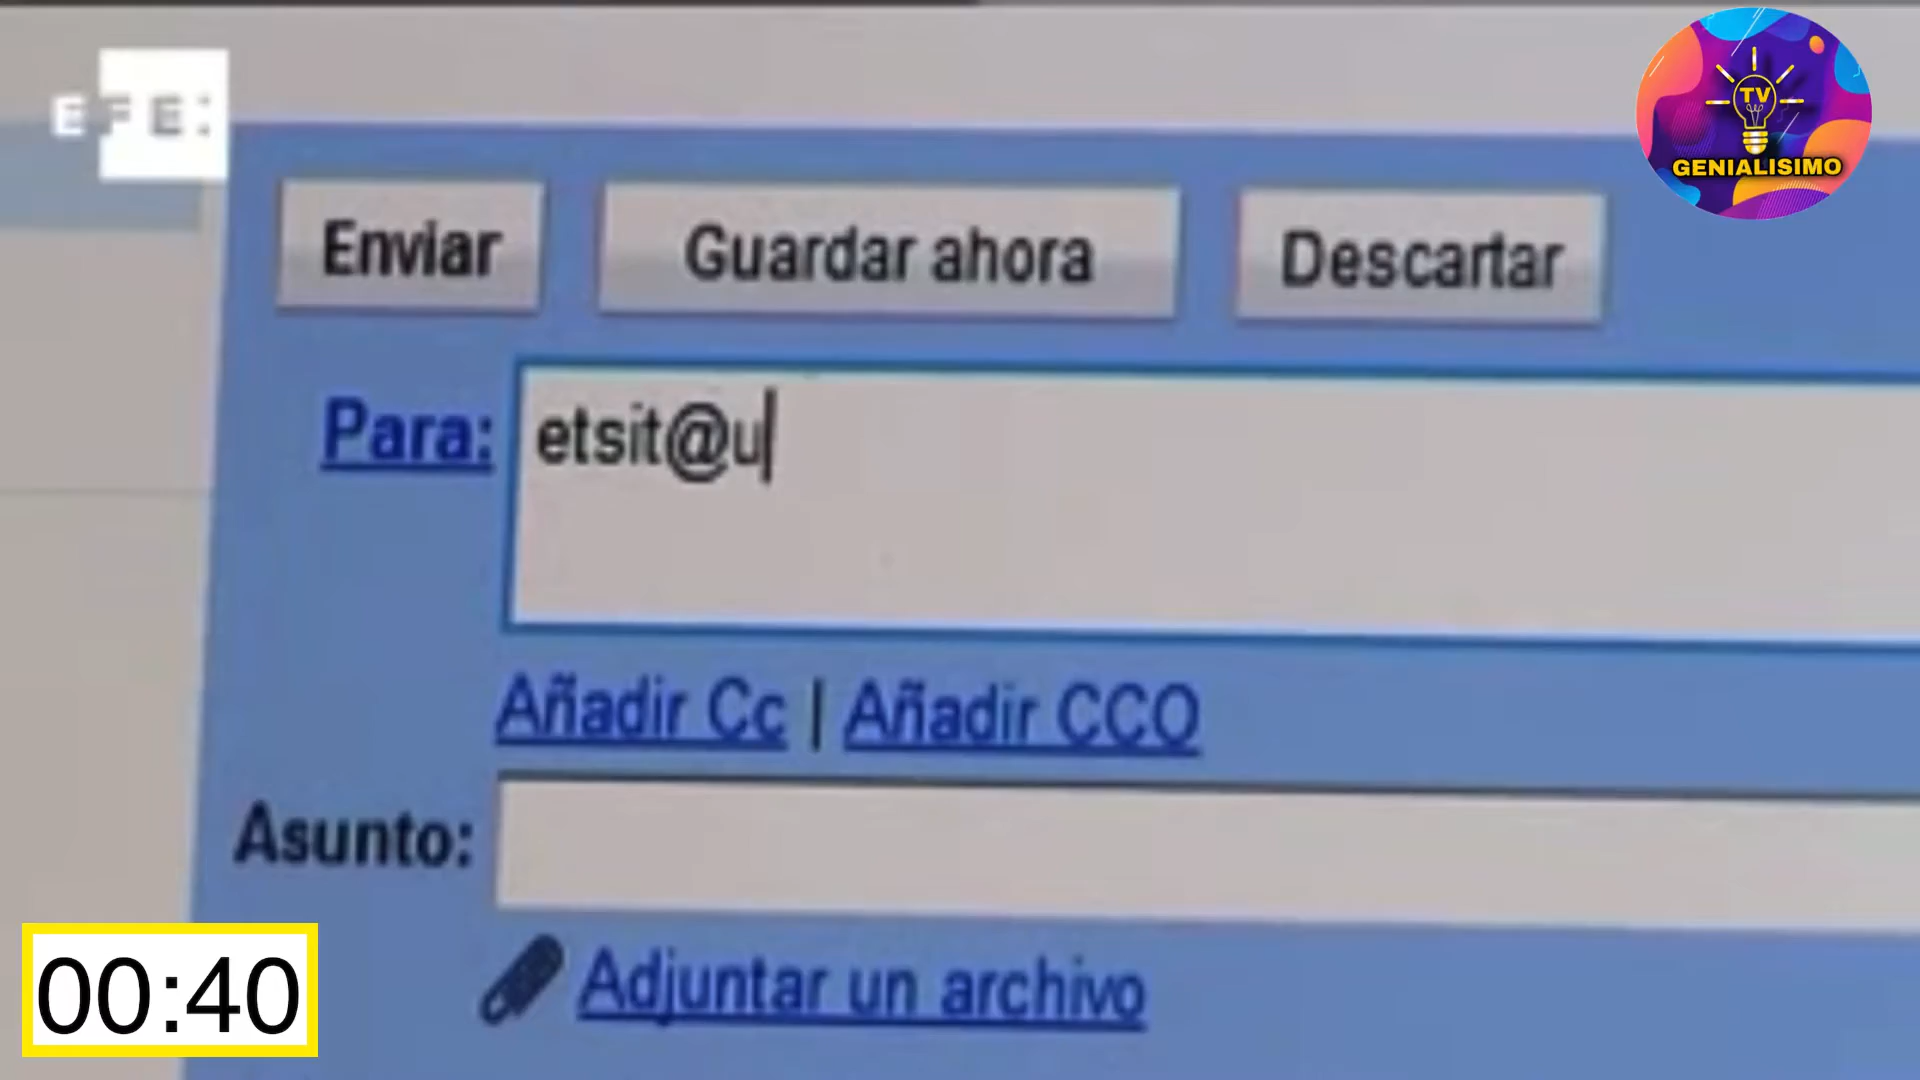 EFE:
TV
GENIALISIMO
Enviar
Guardar ahora
Descartar
Para: etsit@u
Añadir Cc | Añadir CCO
Asunto:
Adjuntar un archivo
00:40